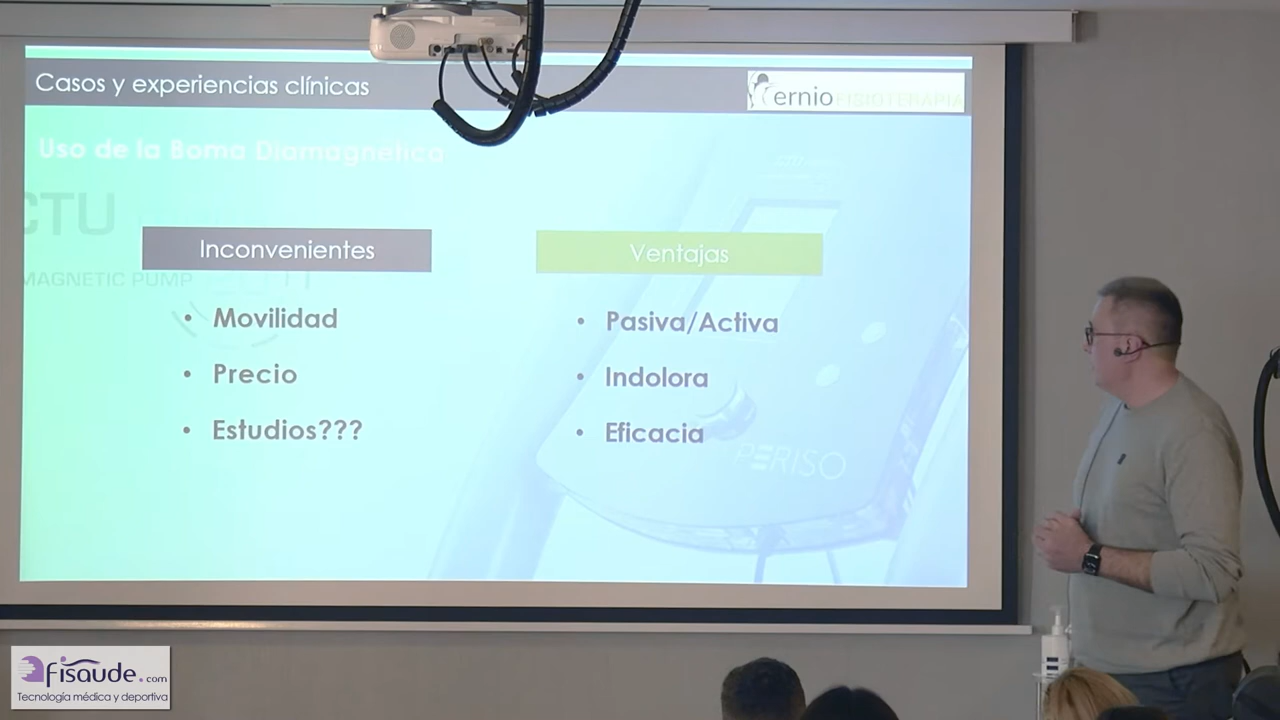 Casos y experiencias clínicas
ernio FISIOTERAPIA
Uso de la Boma Diamagnetica
CTU
MAGNETIC PUMP
Inconvenientes
Ventajas
• Movilidad
• Pasiva/Activa
• Precio
• Indolora
• Estudios???
• Eficacia
PERISO
fisaude.com
Tecnología médica y deportiva